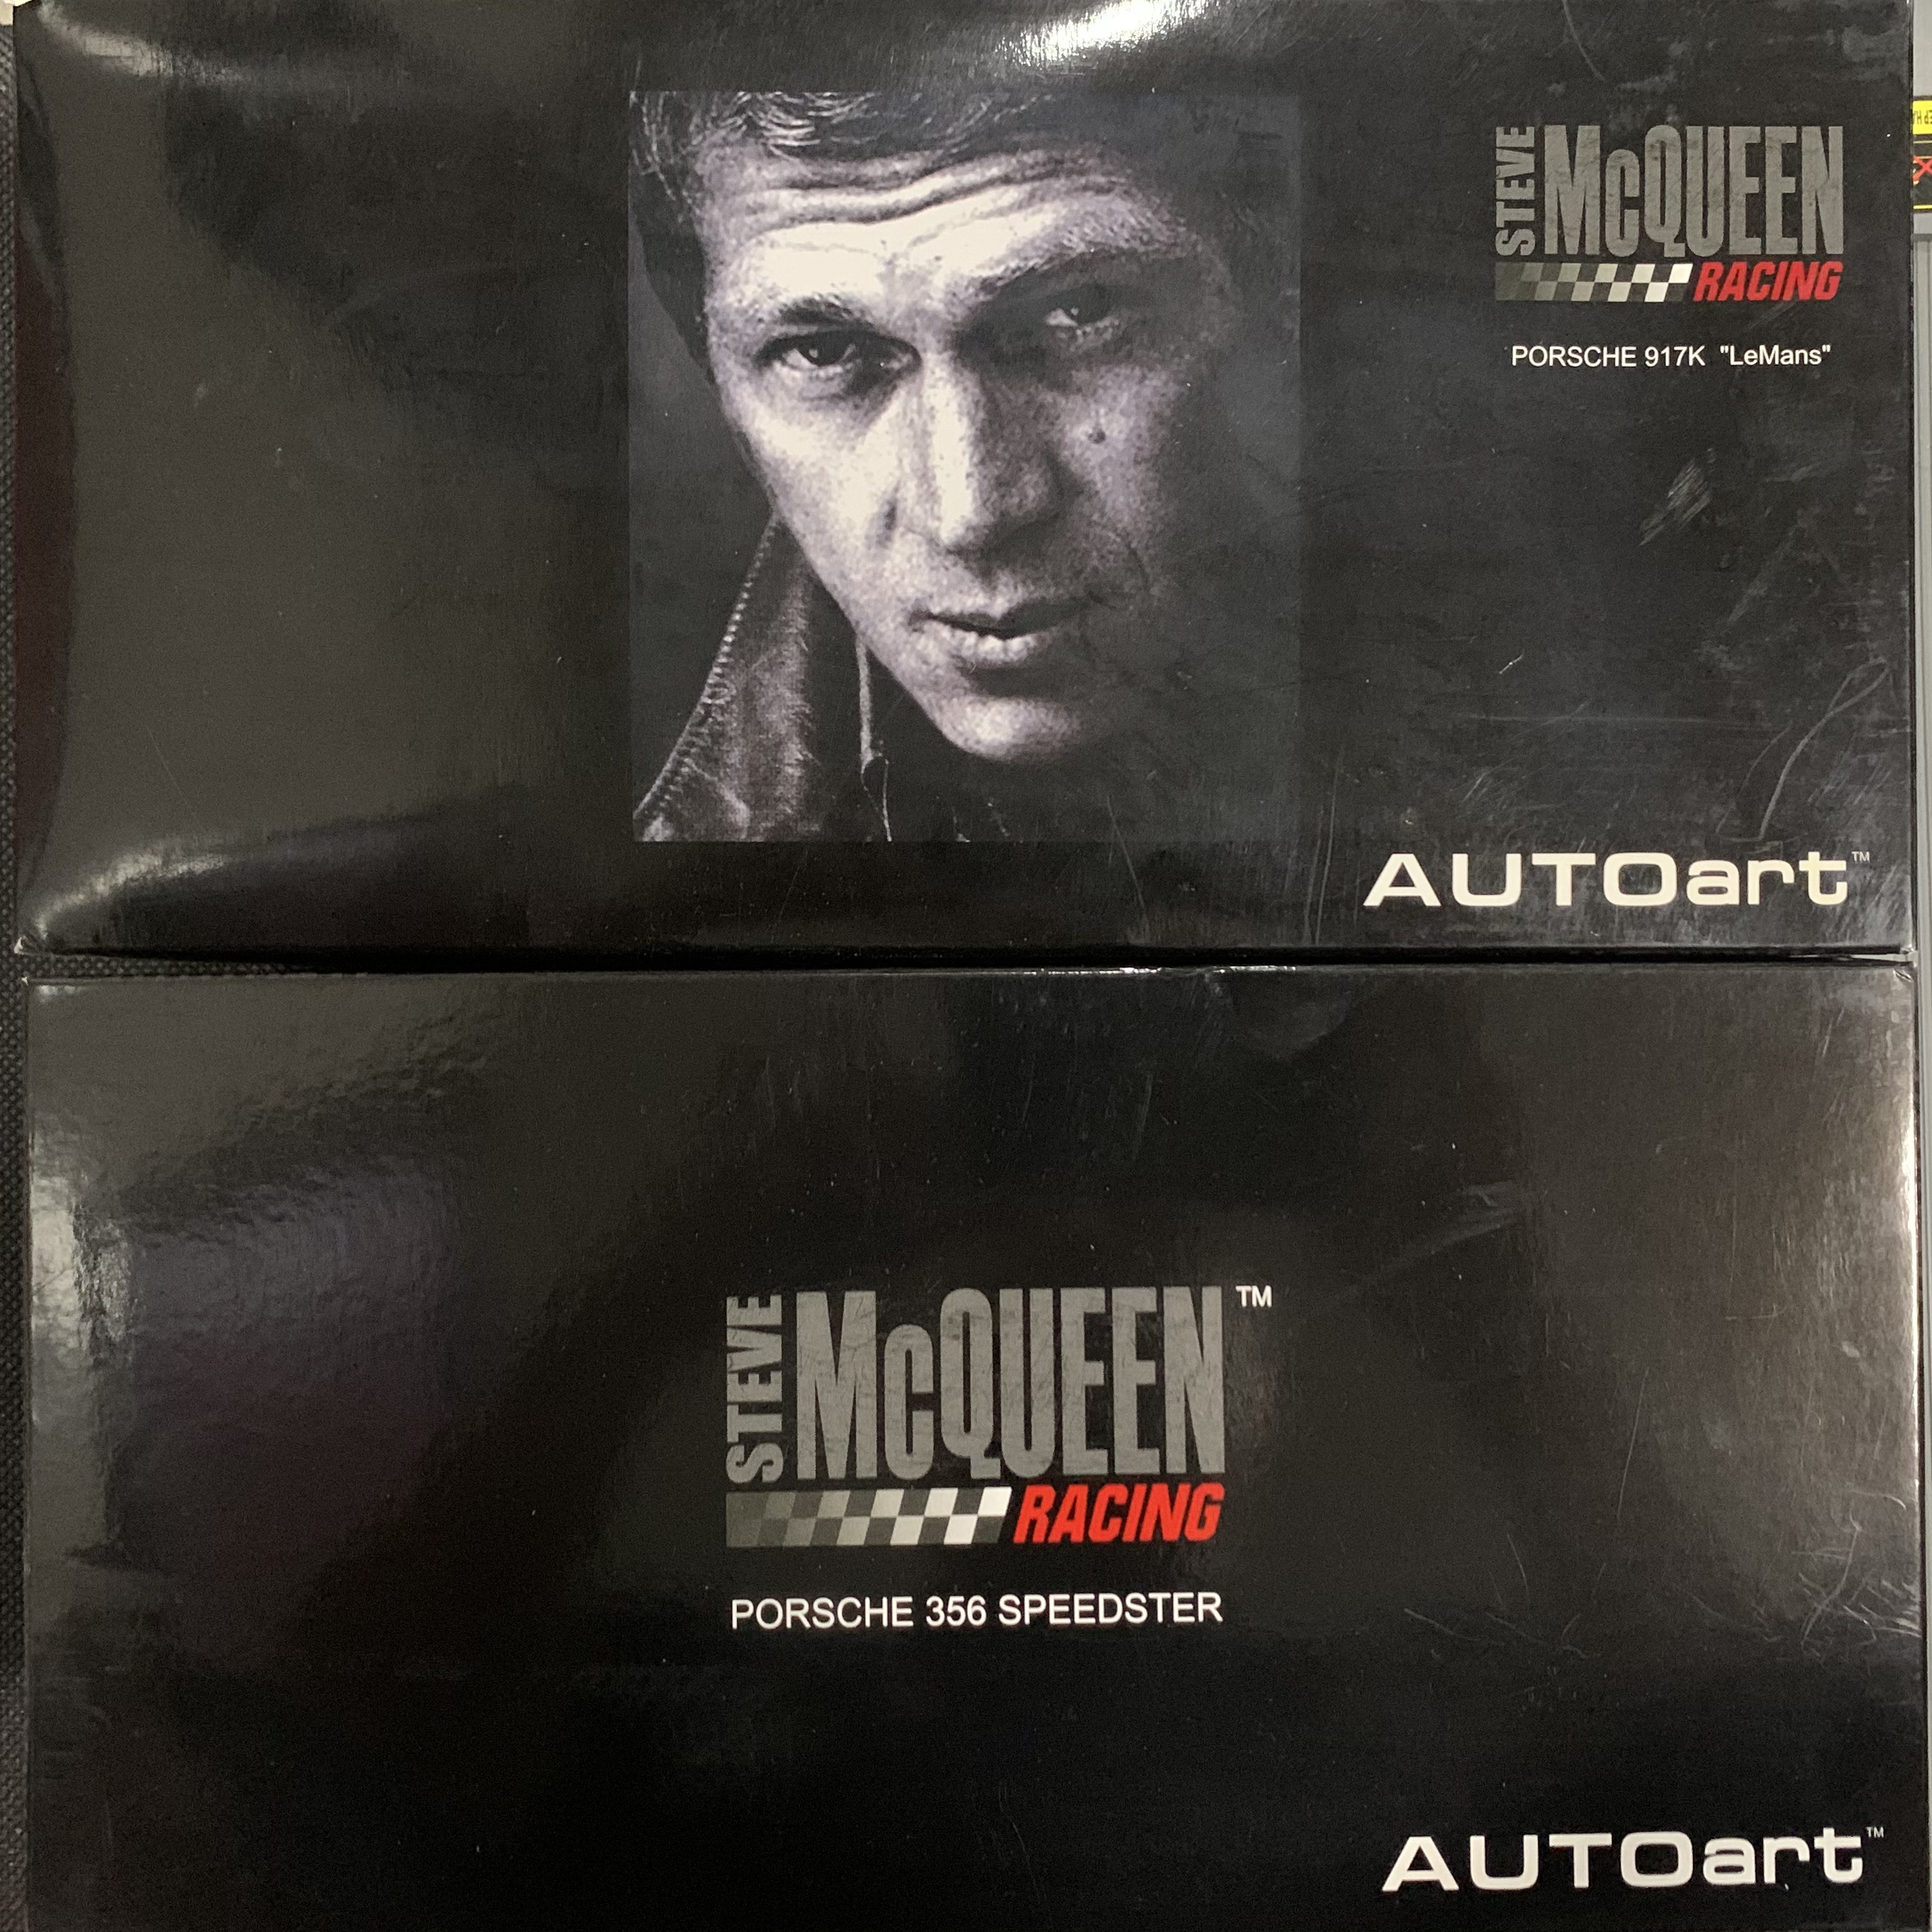 STEVE
McQUEEN
RACING
PORSCHE 917K "LeMans"
AUTOart™
STEVE
McQUEEN™
RACING
PORSCHE 356 SPEEDSTER
AUTOart™